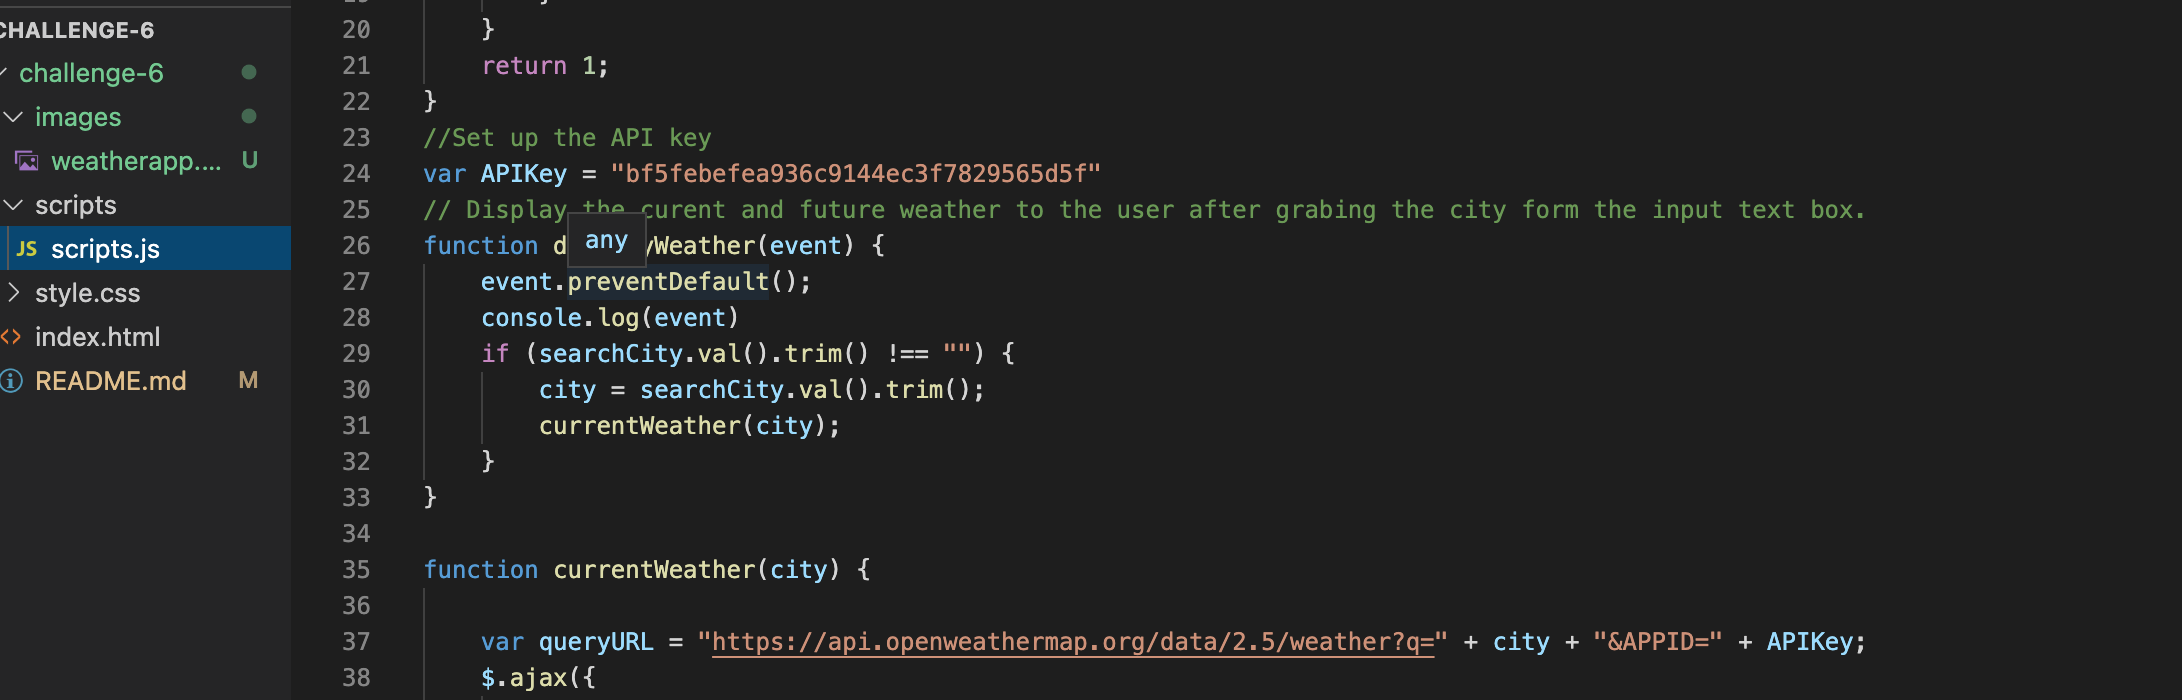 CHALLENGE-6
challenge-6
images
weatherapp.... U
scripts
JS scripts.js
style.css
index.html
README.md M
20 }
21 return 1;
22 }
23 //Set up the API key
24 var APIKey = "bf5febefea936c9144ec3f7829565d5f"
25 // Display the curent and future weather to the user after grabing the city form the input text box.
any
26 function d yWeather(event) {
27 event.preventDefault();
28 console.log(event)
29 if (searchCity.val().trim() !== "") {
30 city = searchCity.val().trim();
31 currentWeather(city);
32 }
33 }
34
35 function currentWeather(city) {
36
37 var queryURL = "https://api.openweathermap.org/data/2.5/weather?q=" + city + "&APPID=" + APIKey;
38 $.ajax({